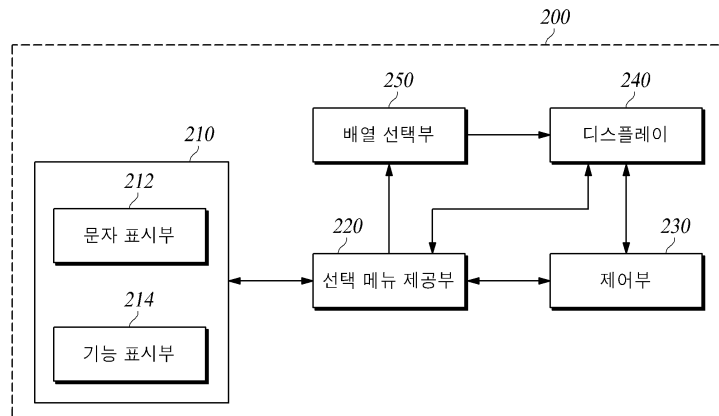 200
250
240
배열 선택부
디스플레이
210
212
문자 표시부
220
230
선택 메뉴 제공부
제어부
214
기능 표시부